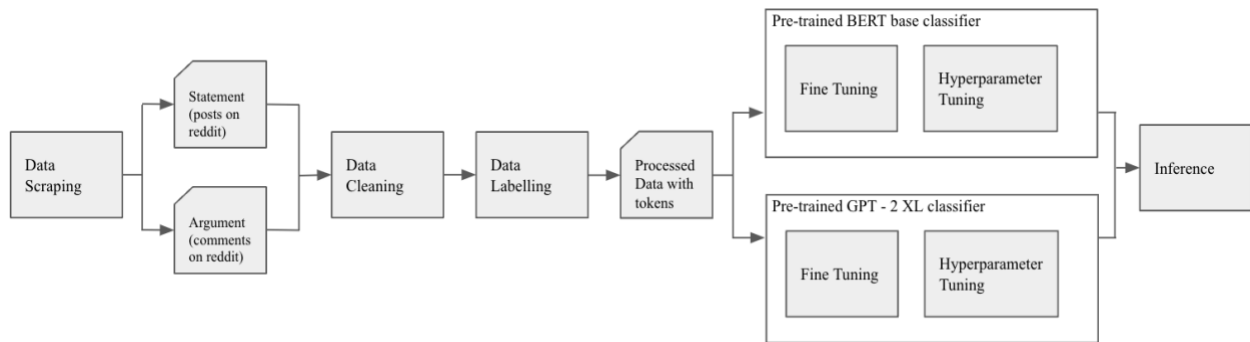 Data
Scraping
Statement
(posts on
reddit)
Argument
(comments
on reddit)
Data
Cleaning
Data
Labelling
Processed
Data with
tokens
Pre-trained BERT base classifier
Fine Tuning
Hyperparameter
Tuning
Pre-trained GPT - 2 XL classifier
Fine Tuning
Hyperparameter
Tuning
Inference